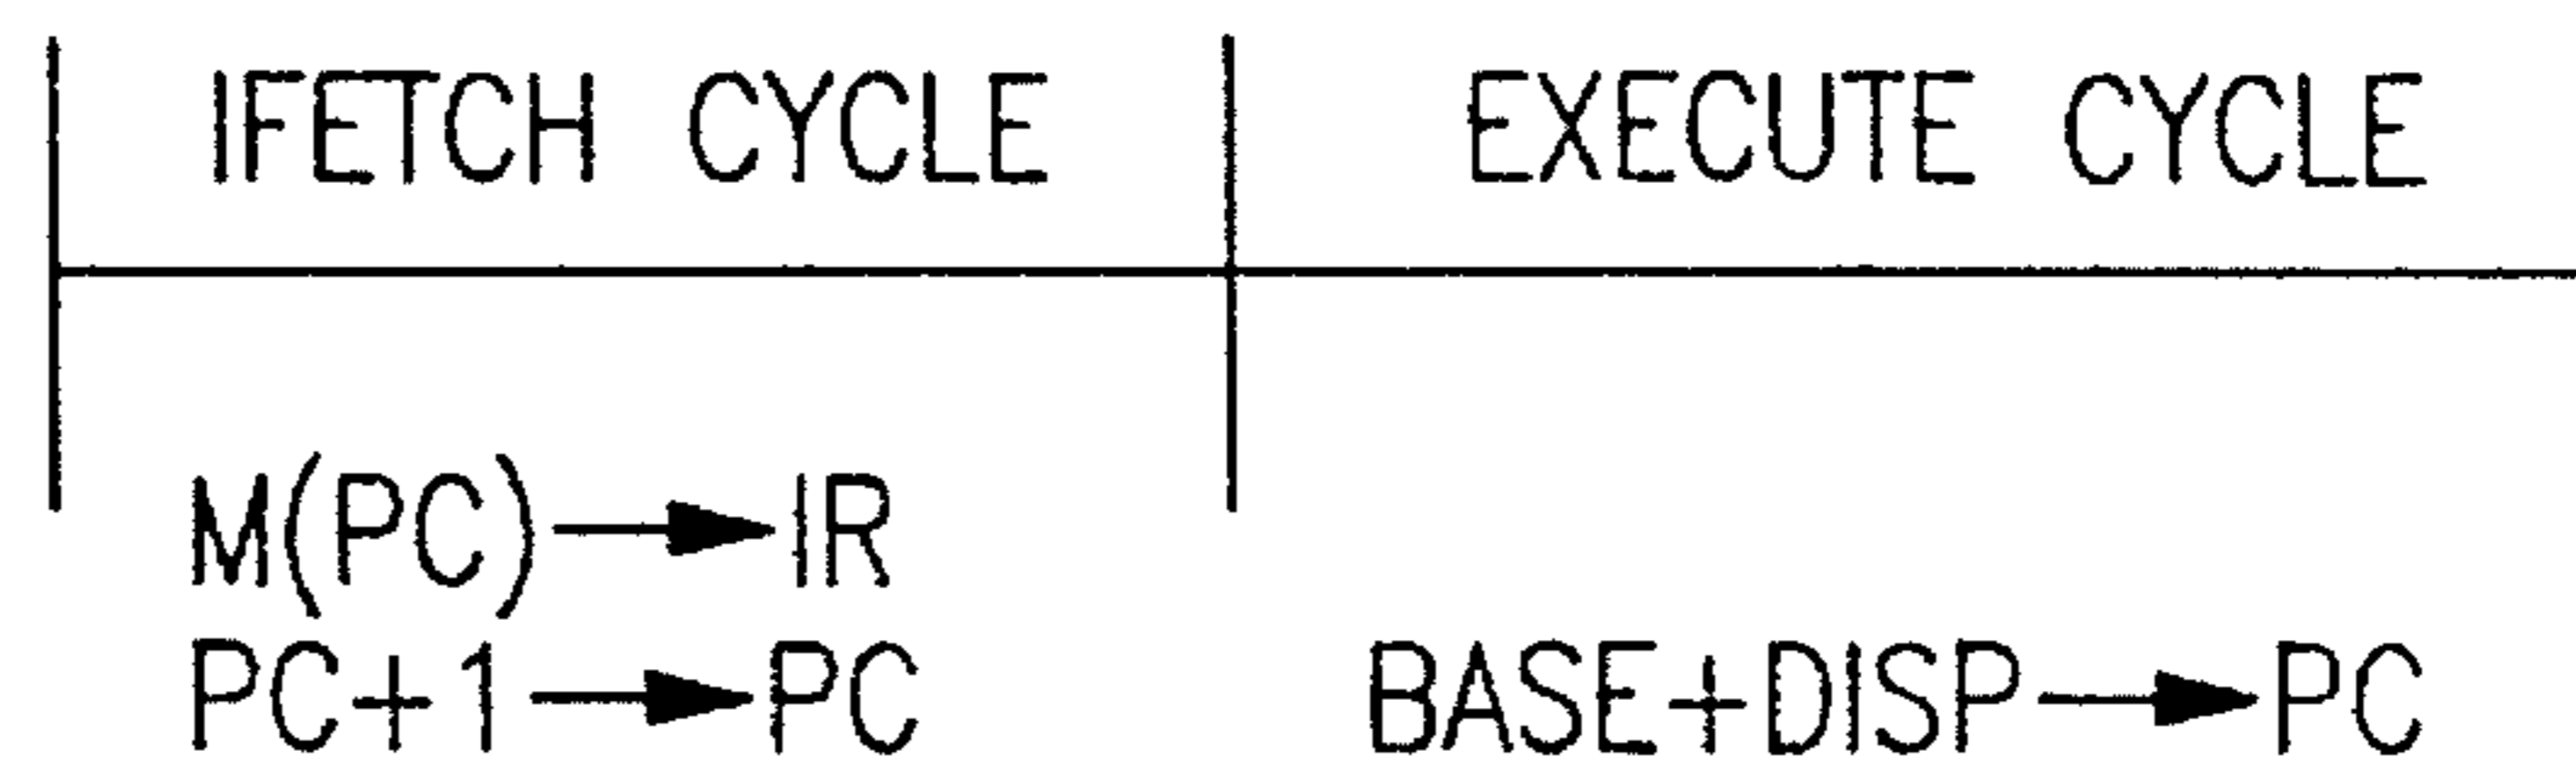 IFETCH CYCLE EXECUTE CYCLE
M(PC)→IR
PC+1→PC BASE+DISP→PC